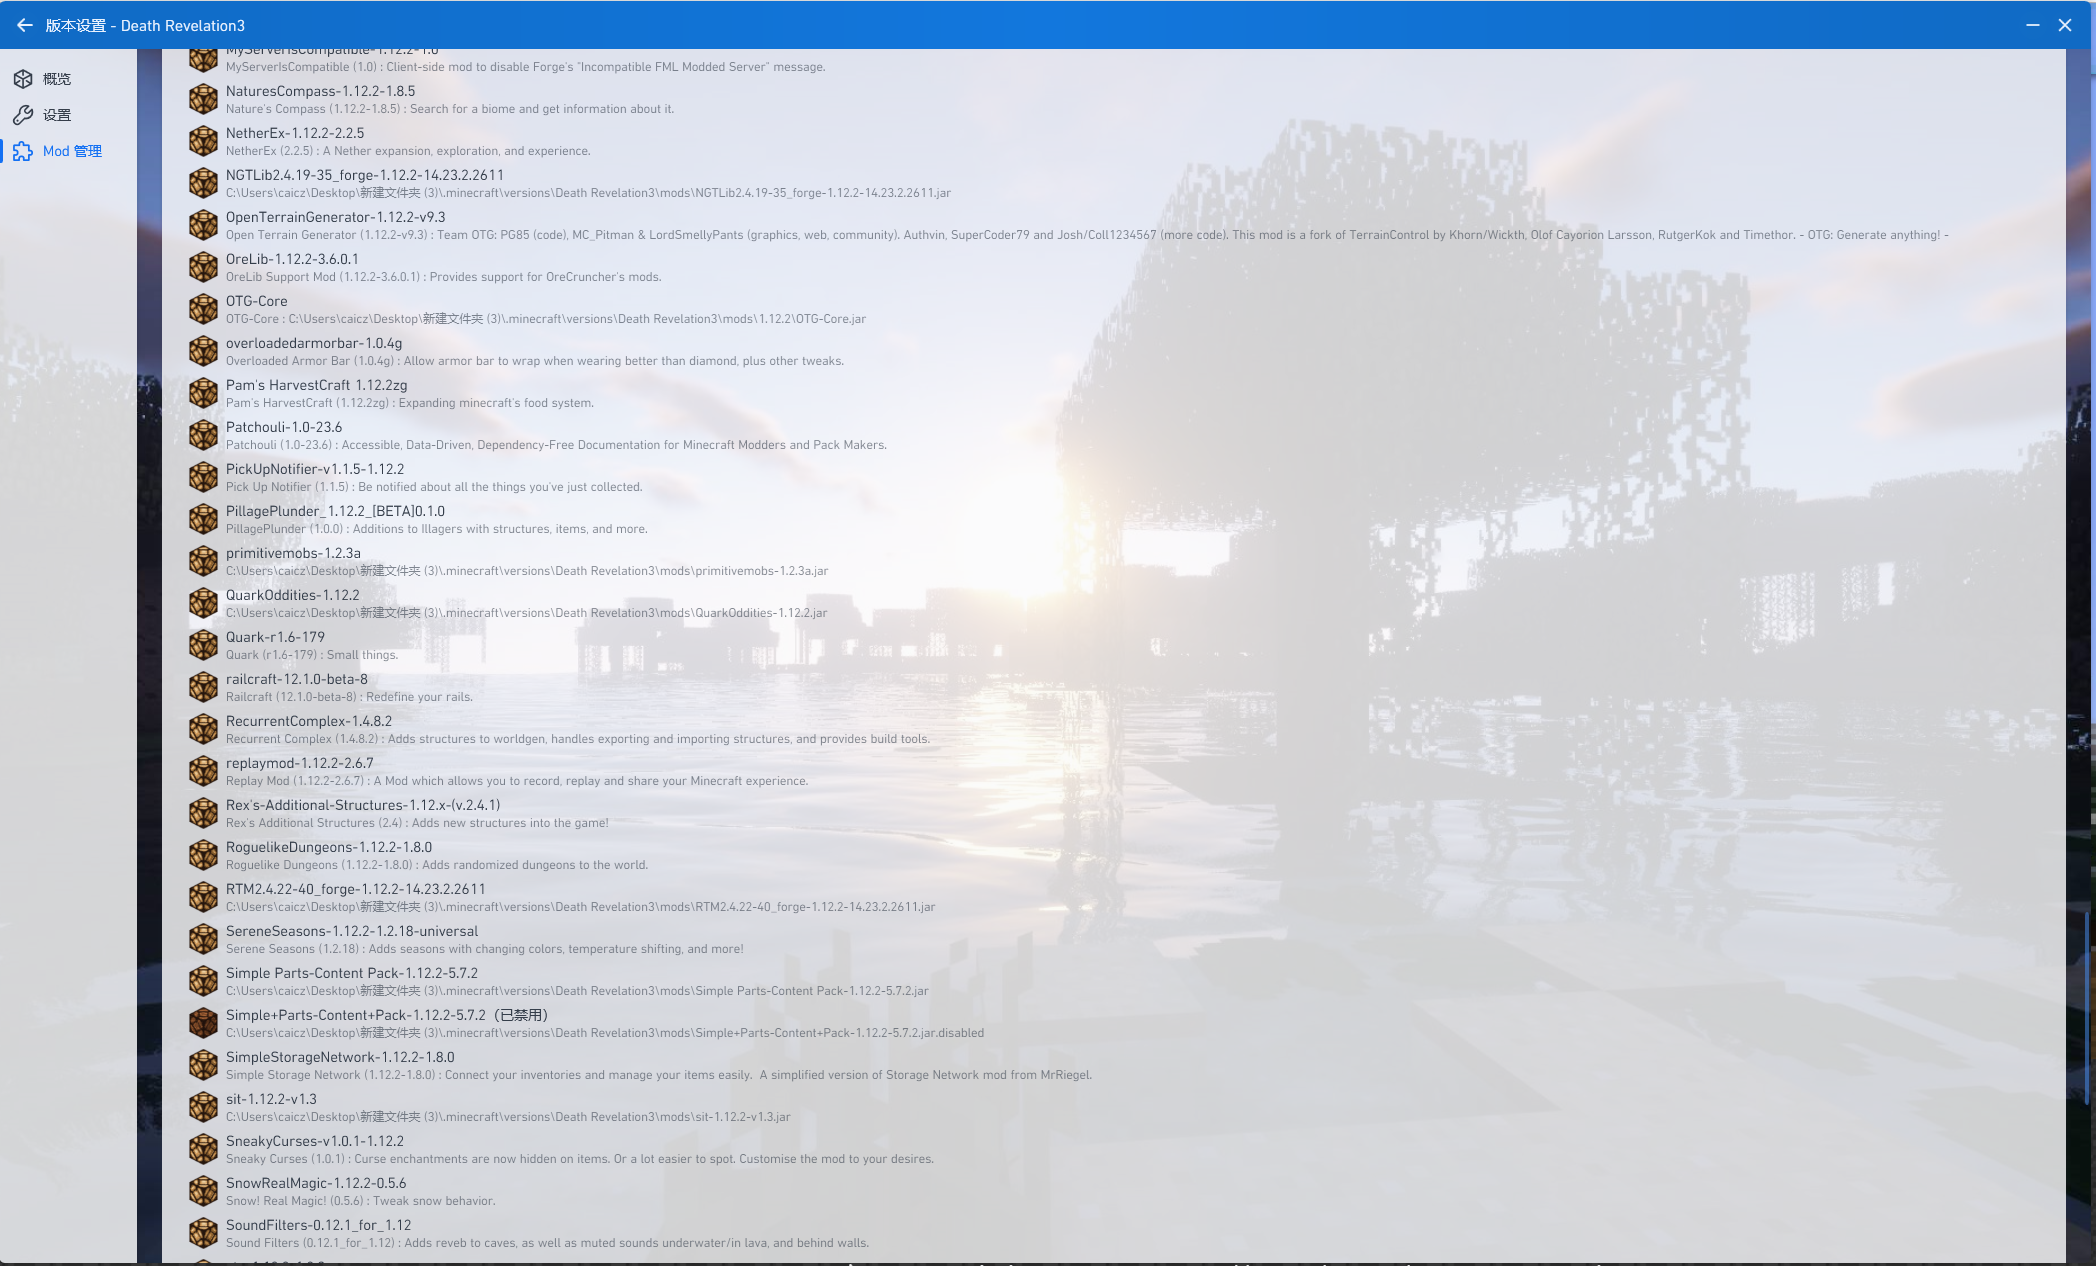 版本设置 - Death Revelation3
概览
设置
Mod 管理
MyServerIsCompatible-1.12.2-1.0
MyServerIsCompatible (1.0) : Client-side mod to disable Forge's "Incompatible FML Modded Server" message.
NaturesCompass-1.12.2-1.8.5
Nature's Compass (1.12.2-1.8.5) : Search for a biome and get information about it.
NetherEx-1.12.2-2.2.5
NetherEx (2.2.5) : A Nether expansion, exploration, and experience.
NGTLib2.4.19-35_forge-1.12.2-14.23.2.2611
C:\Users\caicz\Desktop\新建文件夹 (3)\.minecraft\versions\Death Revelation3\mods\NGTLib2.4.19-35_forge-1.12.2-14.23.2.2611.jar
OpenTerrainGenerator-1.12.2-v9.3
Open Terrain Generator (1.12.2-v9.3) : Team OTG: PG85 (code), MC_Pitman & LordSmellyPants (graphics, web, community). Authvin, SuperCoder79 and Josh/Coll1234567 (more code). This mod is a fork of TerrainControl by Khorn/Wickth, Olof Cayorion Larsson, RutgerKok and Timethor. - OTG: Generate anything! -
OreLib-1.12.2-3.6.0.1
OreLib Support Mod (1.12.2-3.6.0.1) : Provides support for OreCruncher's mods.
OTG-Core
OTG-Core : C:\Users\caicz\Desktop\新建文件夹 (3)\.minecraft\versions\Death Revelation3\mods\1.12.2\OTG-Core.jar
overloadedarmorbar-1.0.4g
Overloaded Armor Bar (1.0.4g) : Allow armor bar to wrap when wearing better than diamond, plus other tweaks.
Pam's HarvestCraft 1.12.2zg
Pam's HarvestCraft (1.12.2zg) : Expanding minecraft's food system.
Patchouli-1.0-23.6
Patchouli (1.0-23.6) : Accessible, Data-Driven, Dependency-Free Documentation for Minecraft Modders and Pack Makers.
PickUpNotifier-v1.1.5-1.12.2
Pick Up Notifier (1.1.5) : Be notified about all the things you've just collected.
PillagePlunder_1.12.2_[BETA]0.1.0
PillagePlunder (1.0.0) : Additions to Illagers with structures, items, and more.
primitivemobs-1.2.3a
C:\Users\caicz\Desktop\新建文件夹 (3)\.minecraft\versions\Death Revelation3\mods\primitivemobs-1.2.3a.jar
QuarkOddities-1.12.2
C:\Users\caicz\Desktop\新建文件夹 (3)\.minecraft\versions\Death Revelation3\mods\QuarkOddities-1.12.2.jar
Quark-r1.6-179
Quark (r1.6-179) : Small things.
railcraft-12.1.0-beta-8
Railcraft (12.1.0-beta-8) : Redefine your rails.
RecurrentComplex-1.4.8.2
Recurrent Complex (1.4.8.2) : Adds structures to worldgen, handles exporting and importing structures, and provides build tools.
replaymod-1.12.2-2.6.7
Replay Mod (1.12.2-2.6.7) : A Mod which allows you to record, replay and share your Minecraft experience.
Rex's-Additional-Structures-1.12.x-(v.2.4.1)
Rex's Additional Structures (2.4) : Adds new structures into the game!
RoguelikeDungeons-1.12.2-1.8.0
Roguelike Dungeons (1.12.2-1.8.0) : Adds randomized dungeons to the world.
RTM2.4.22-40_forge-1.12.2-14.23.2.2611
C:\Users\caicz\Desktop\新建文件夹 (3)\.minecraft\versions\Death Revelation3\mods\RTM2.4.22-40_forge-1.12.2-14.23.2.2611.jar
SereneSeasons-1.12.2-1.2.18-universal
Serene Seasons (1.2.18) : Adds seasons with changing colors, temperature shifting, and more!
Simple Parts-Content Pack-1.12.2-5.7.2
C:\Users\caicz\Desktop\新建文件夹 (3)\.minecraft\versions\Death Revelation3\mods\Simple Parts-Content Pack-1.12.2-5.7.2.jar
Simple+Parts-Content+Pack-1.12.2-5.7.2（已禁用）
C:\Users\caicz\Desktop\新建文件夹 (3)\.minecraft\versions\Death Revelation3\mods\Simple+Parts-Content+Pack-1.12.2-5.7.2.jar.disabled
SimpleStorageNetwork-1.12.2-1.8.0
Simple Storage Network (1.12.2-1.8.0) : Connect your inventories and manage your items easily.  A simplified version of Storage Network mod from MrRiegel.
sit-1.12.2-v1.3
C:\Users\caicz\Desktop\新建文件夹 (3)\.minecraft\versions\Death Revelation3\mods\sit-1.12.2-v1.3.jar
SneakyCurses-v1.0.1-1.12.2
Sneaky Curses (1.0.1) : Curse enchantments are now hidden on items. Or a lot easier to spot. Customise the mod to your desires.
SnowRealMagic-1.12.2-0.5.6
Snow! Real Magic! (0.5.6) : Tweak snow behavior.
SoundFilters-0.12.1_for_1.12
Sound Filters (0.12.1_for_1.12) : Adds reveb to caves, as well as muted sounds underwater/in lava, and behind walls.